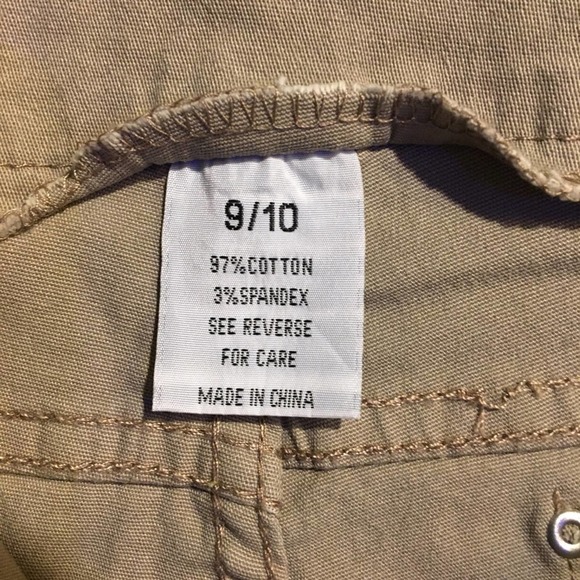 9/10
97%COTTON
3%SPANDEX
SEE REVERSE
FOR CARE
MADE IN CHINA